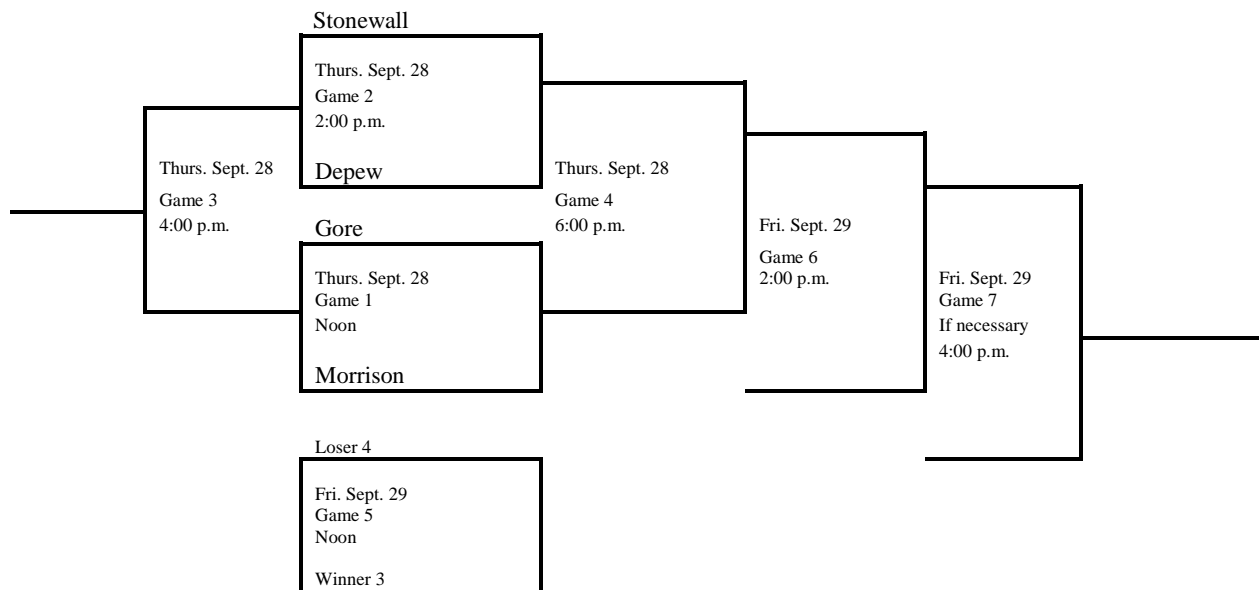 Stonewall
Thurs. Sept. 28
Game 2
2:00 p.m.
Depew
Thurs. Sept. 28
Game 3
4:00 p.m.
Thurs. Sept. 28
Game 4
6:00 p.m.
Gore
Thurs. Sept. 28
Game 1
Noon
Morrison
Fri. Sept. 29
Game 6
2:00 p.m.
Fri. Sept. 29
Game 7
If necessary
4:00 p.m.
Loser 4
Fri. Sept. 29
Game 5
Noon
Winner 3